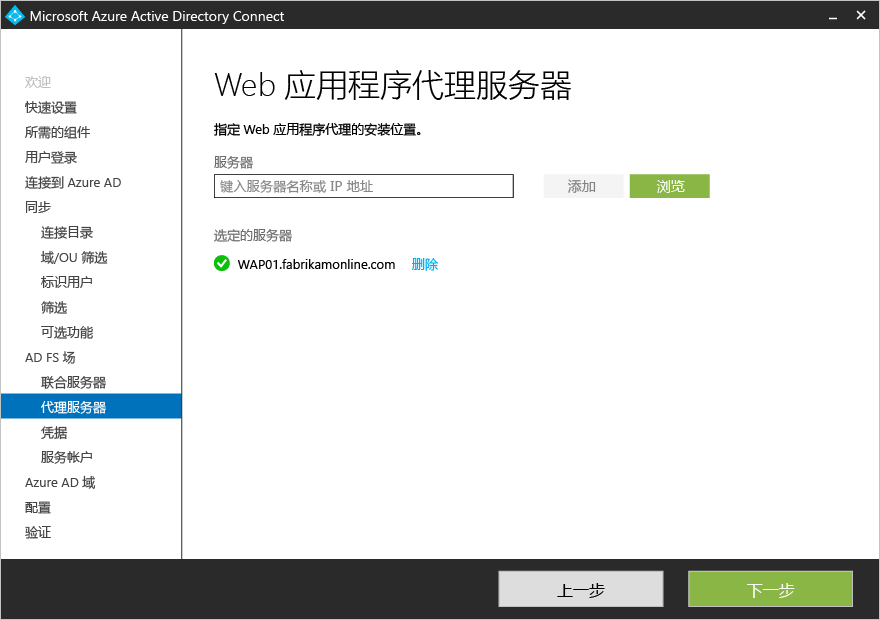 Microsoft Azure Active Directory Connect
欢迎
快速设置
所需的组件
用户登录
连接到 Azure AD
同步
连接目录
域/OU 筛选
标识用户
筛选
可选功能
AD FS 场
联合服务器
代理服务器
凭据
服务帐户
Azure AD 域
配置
验证
Web 应用程序代理服务器
指定 Web 应用程序代理的安装位置。
服务器
键入服务器名称或 IP 地址
添加
浏览
选定的服务器
WAP01.fabrikamonline.com 删除
上一步
下一步